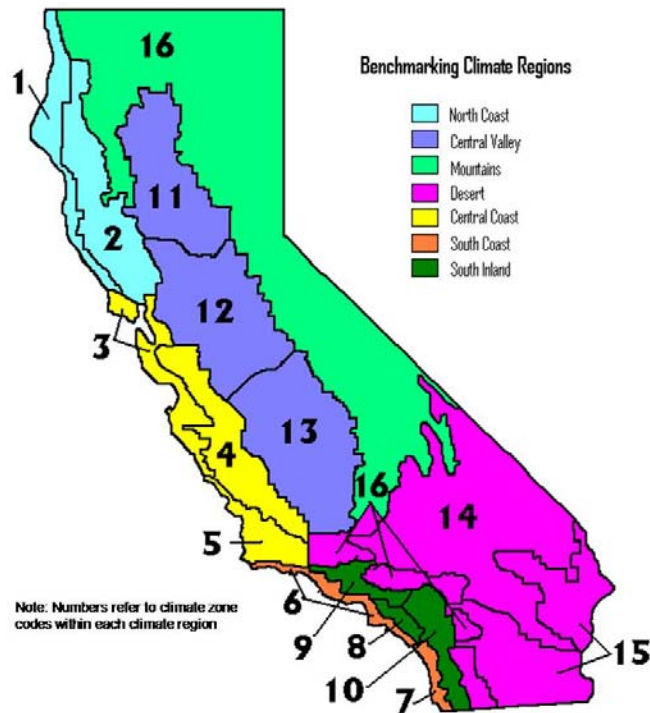 16
1
Benchmarking Climate Regions
North Coast
Central Valley
Mountains
Desert
Central Coast
South Coast
South Inland
11
2
12
3
13
4
16
14
5
6
Note: Numbers refer to climate zone
codes within each climate region
9
8
10
7
15